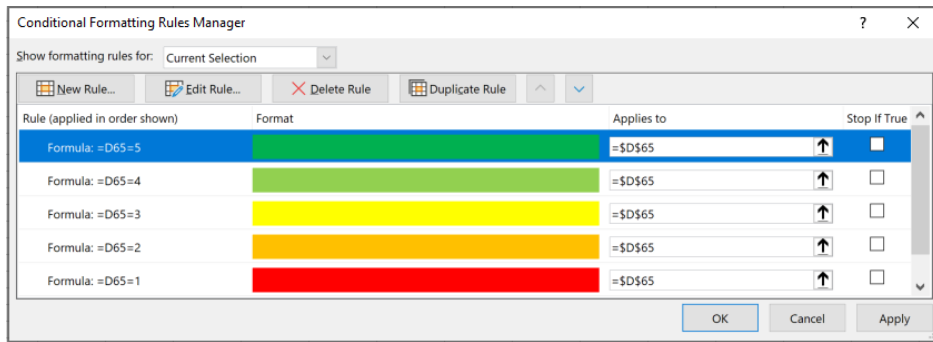 Conditional Formatting Rules Manager ? X
Show formatting rules for: Current Selection
New Rule... Edit Rule... Delete Rule Duplicate Rule
Rule (applied in order shown) Format Applies to Stop If True
Formula: =D65=5 =$D$65
Formula: =D65=4 =$D$65
Formula: =D65=3 =$D$65
Formula: =D65=2 =$D$65
Formula: =D65=1 =$D$65
OK Cancel Apply